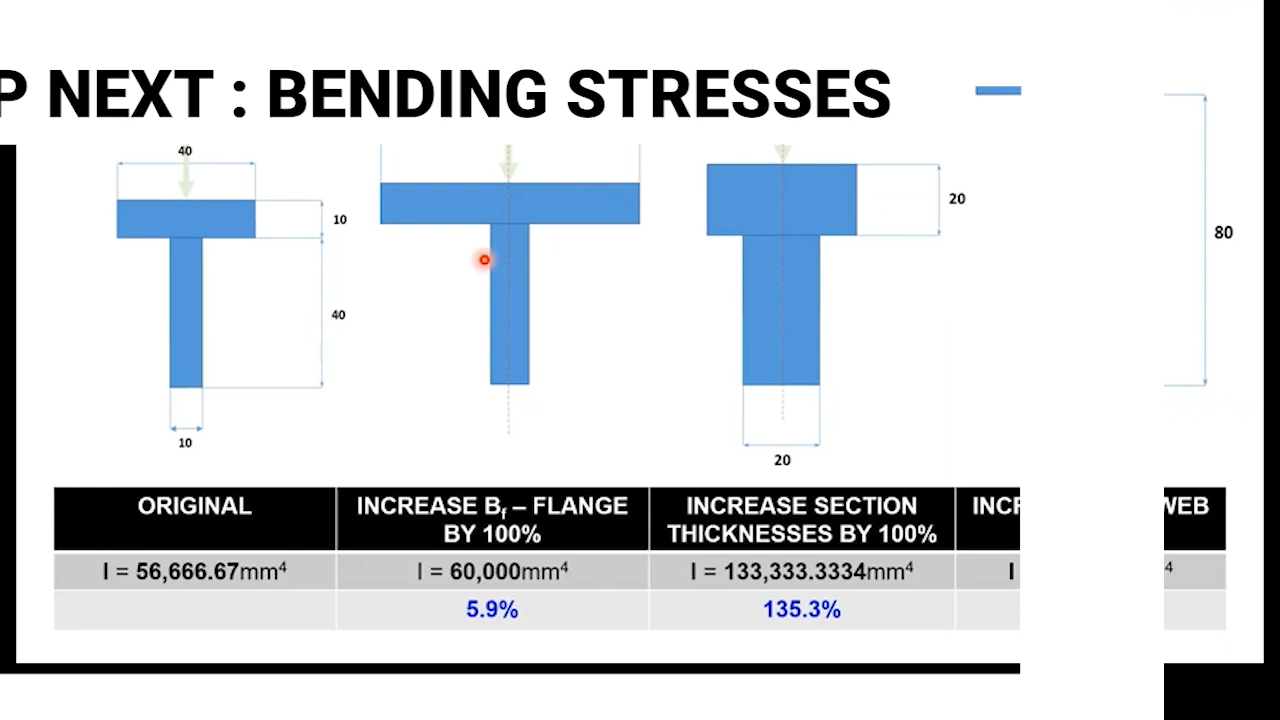 P NEXT : BENDING STRESSES
40
10
20
80
40
10
20
ORIGINAL
INCREASE Bf – FLANGE
BY 100%
INCREASE SECTION
THICKNESSES BY 100%
INCR
WEB
I = 56,666.67mm⁴
I = 60,000mm⁴
I = 133,333.3334mm⁴
I
4
5.9%
135.3%